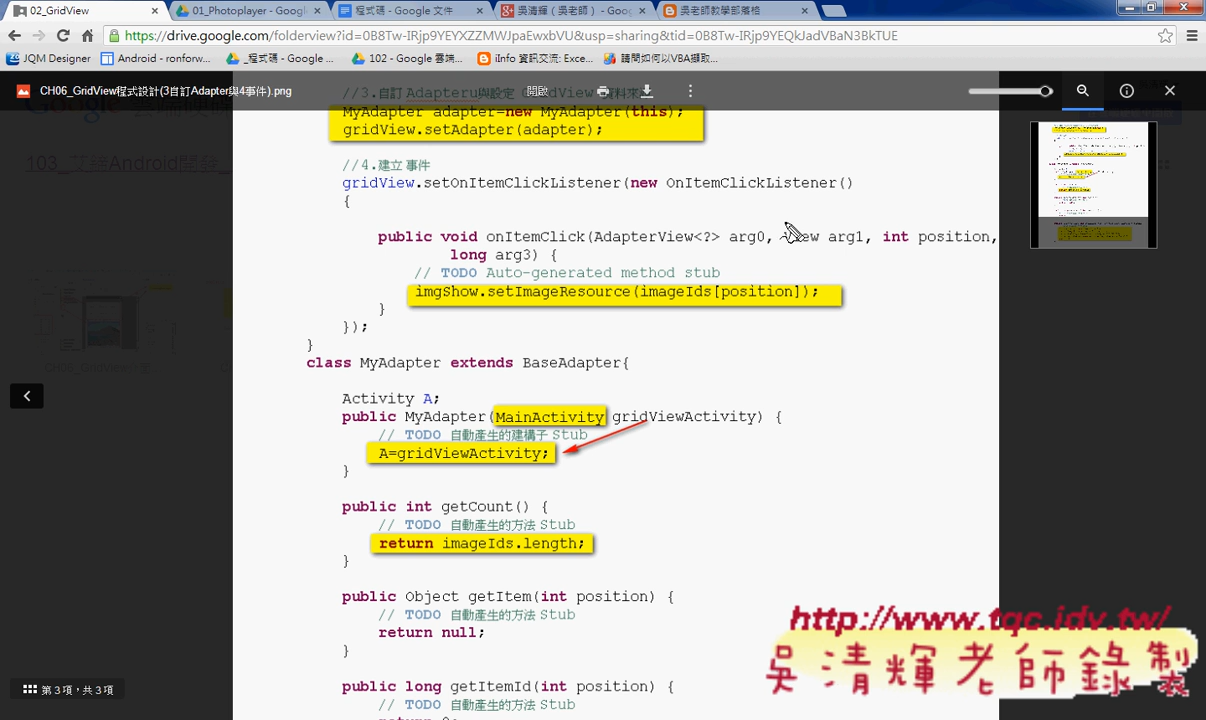 02_GridView
01_Photoplayer - Googl
程式碼 - Google 文件
吳清輝（吳老師） - Goo
吳老師教學部落格
https://drive.google.com/folderview?id=0B8Tw-IRjp9YEYXZZMWJpaEwxbVU&usp=sharing&tid=0B8Tw-IRjp9YEQkJadVBaN3BkTUE
JQM Designer
Android - ronforw...
_程式碼 - Google ...
102 - Google 雲端...
iInfo 資訊交流: Exce...
請問如何以VBA擷取...
CH06_GridView程式設計(3自訂Adapter與4事件).png
開啟
//3.自訂Adapteru與設定 GridView 資料來源
MyAdapter adapter=new MyAdapter(this);
gridView.setAdapter(adapter);
//4.建立 事件
gridView.setOnItemClickListener(new OnItemClickListener()
{
public void onItemClick(AdapterView<?> arg0, View arg1, int position,
long arg3) {
// TODO Auto-generated method stub
imgShow.setImageResource(imageIds[position]);
}
});
}
class MyAdapter extends BaseAdapter{
Activity A;
public MyAdapter(MainActivity gridViewActivity) {
// TODO 自動產生的建構子 Stub
A=gridViewActivity;
}
public int getCount() {
// TODO 自動產生的方法 Stub
return imageIds.length;
}
public Object getItem(int position) {
// TODO 自動產生的方法 Stub
return null;
}
public long getItemId(int position) {
// TODO 自動產生的方法 Stub
第 3 項，共 3 項
http://www.tqc.idv.tw/
吳清輝老師錄製